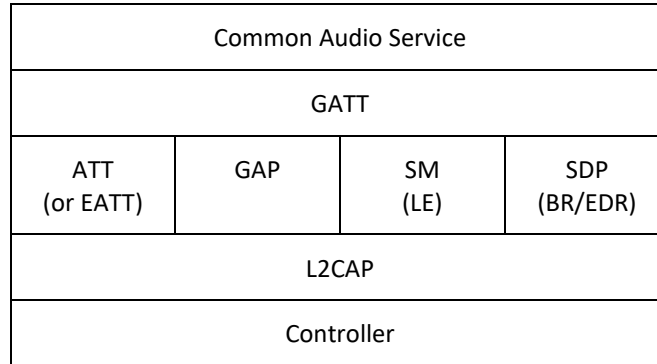 Common Audio Service
GATT
ATT
(or EATT)
GAP
SM
(LE)
SDP
(BR/EDR)
L2CAP
Controller